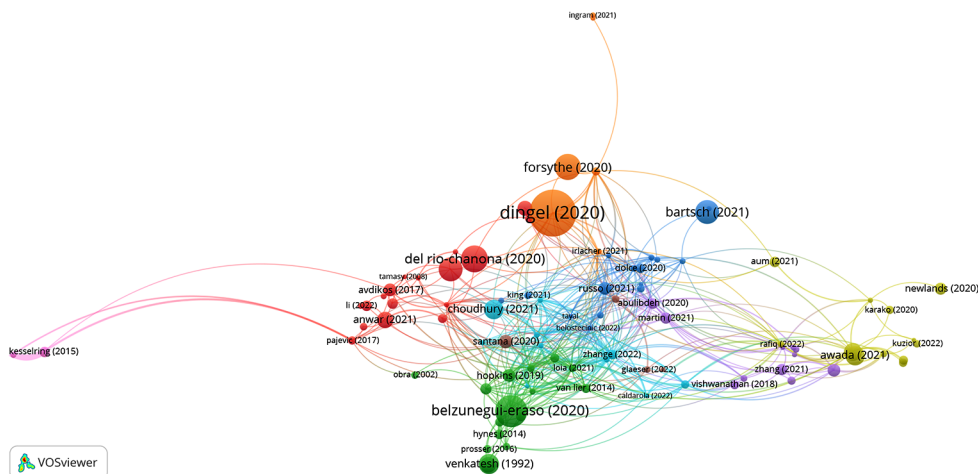 ingram (2021)
forsythe (2020)
dingel (2020)
bartsch (2021)
irlacher (2021)
del rio-chanona (2020)
dolce (2020)
aum (2021)
tamasy (2008)
avdikos (2017)
russo (2021)
newlands (2020)
king (2021)
abulibdeh (2020)
li (2022)
choudhury (2021)
karako (2020)
anwar (2021)
tayal
martin (2021)
bolosteciuic (2022)
pajevic (2017)
santana (2020)
rafiq (2022)
kuzior (2022)
kesselring (2015)
zhange (2022)
awada (2021)
loia (2021)
glaeser (2022)
zhang (2021)
obra (2002)
hopkins (2019)
vishwanathan (2018)
van lier (2014)
caldarola (2022)
belzunegui-eraso (2020)
hynes (2014)
prosser (2016)
venkatesh (1992)
VOSviewer